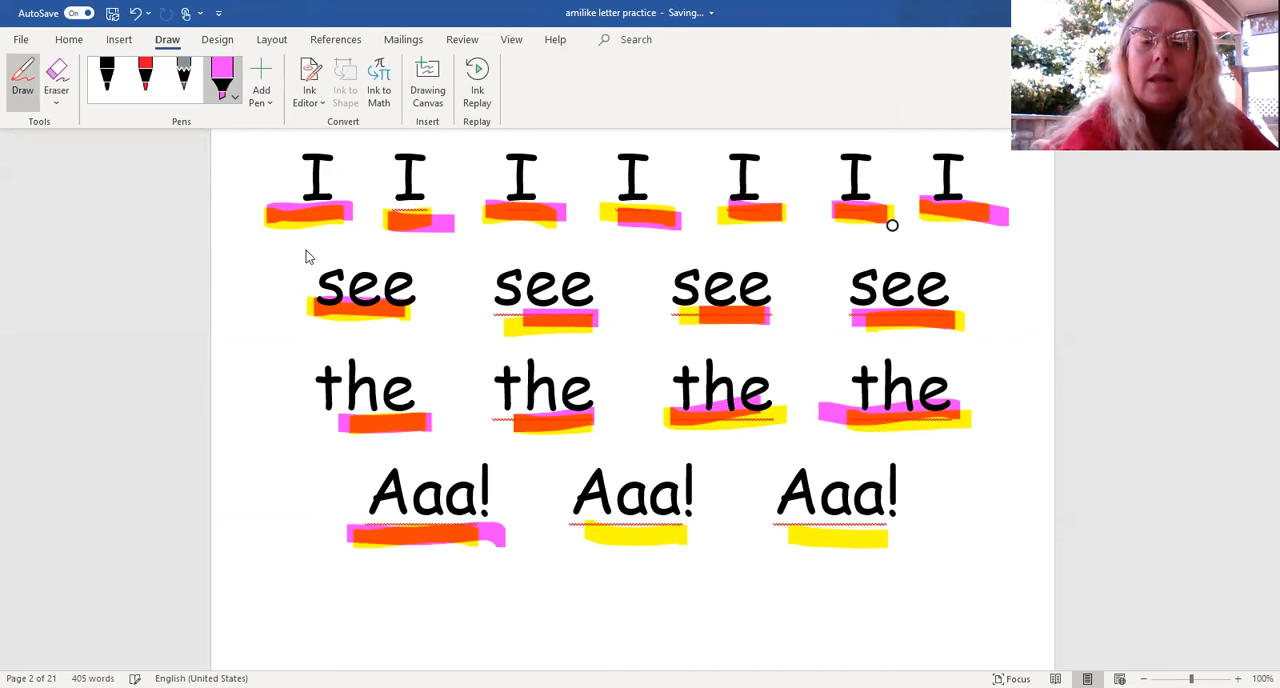 AutoSave On amilike letter practice - Saving...
File Home Insert Draw Design Layout References Mailings Review View Help Search
Draw Eraser Add Pen Ink Editor Ink to Shape Ink to Math Drawing Canvas Ink Replay
Tools Pens Convert Insert Replay
I I I I I I I
see see see see
the the the the
Aaa! Aaa! Aaa!
Page 2 of 21 405 words English (United States) Focus 100%